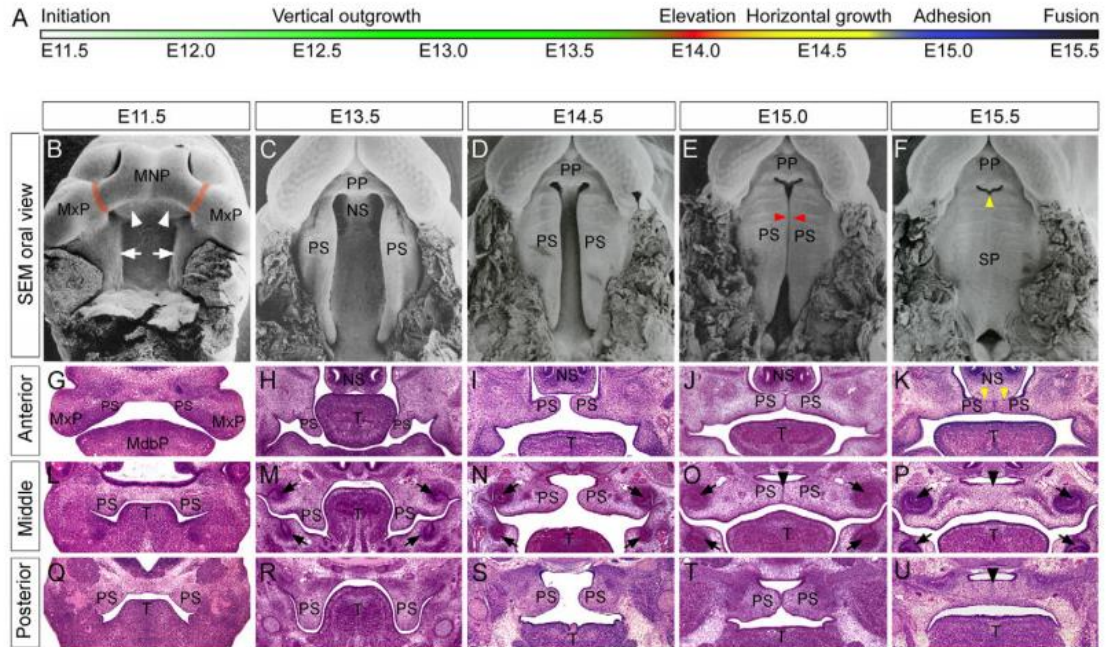 A Initiation Vertical outgrowth Elevation Horizontal growth Adhesion Fusion
E11.5 E12.0 E12.5 E13.0 E13.5 E14.0 E14.5 E15.0 E15.5
E11.5 E13.5 E14.5 E15.0 E15.5
SEM oral view
B MNP MxP MxP
C PP NS PS PS
D PP PS PS
E PP PS PS
F PP SP
Anterior
G MxP PS PS MxP MdbP
H NS PS T PS
I PS PS T
J NS PS PS T
K NS PS PS T
Middle
L PS PS T
M PS PS T
N PS PS T
O PS PS T
P T
Posterior
Q PS PS T
R PS PS T
S PS PS T
T PS PS T
U T